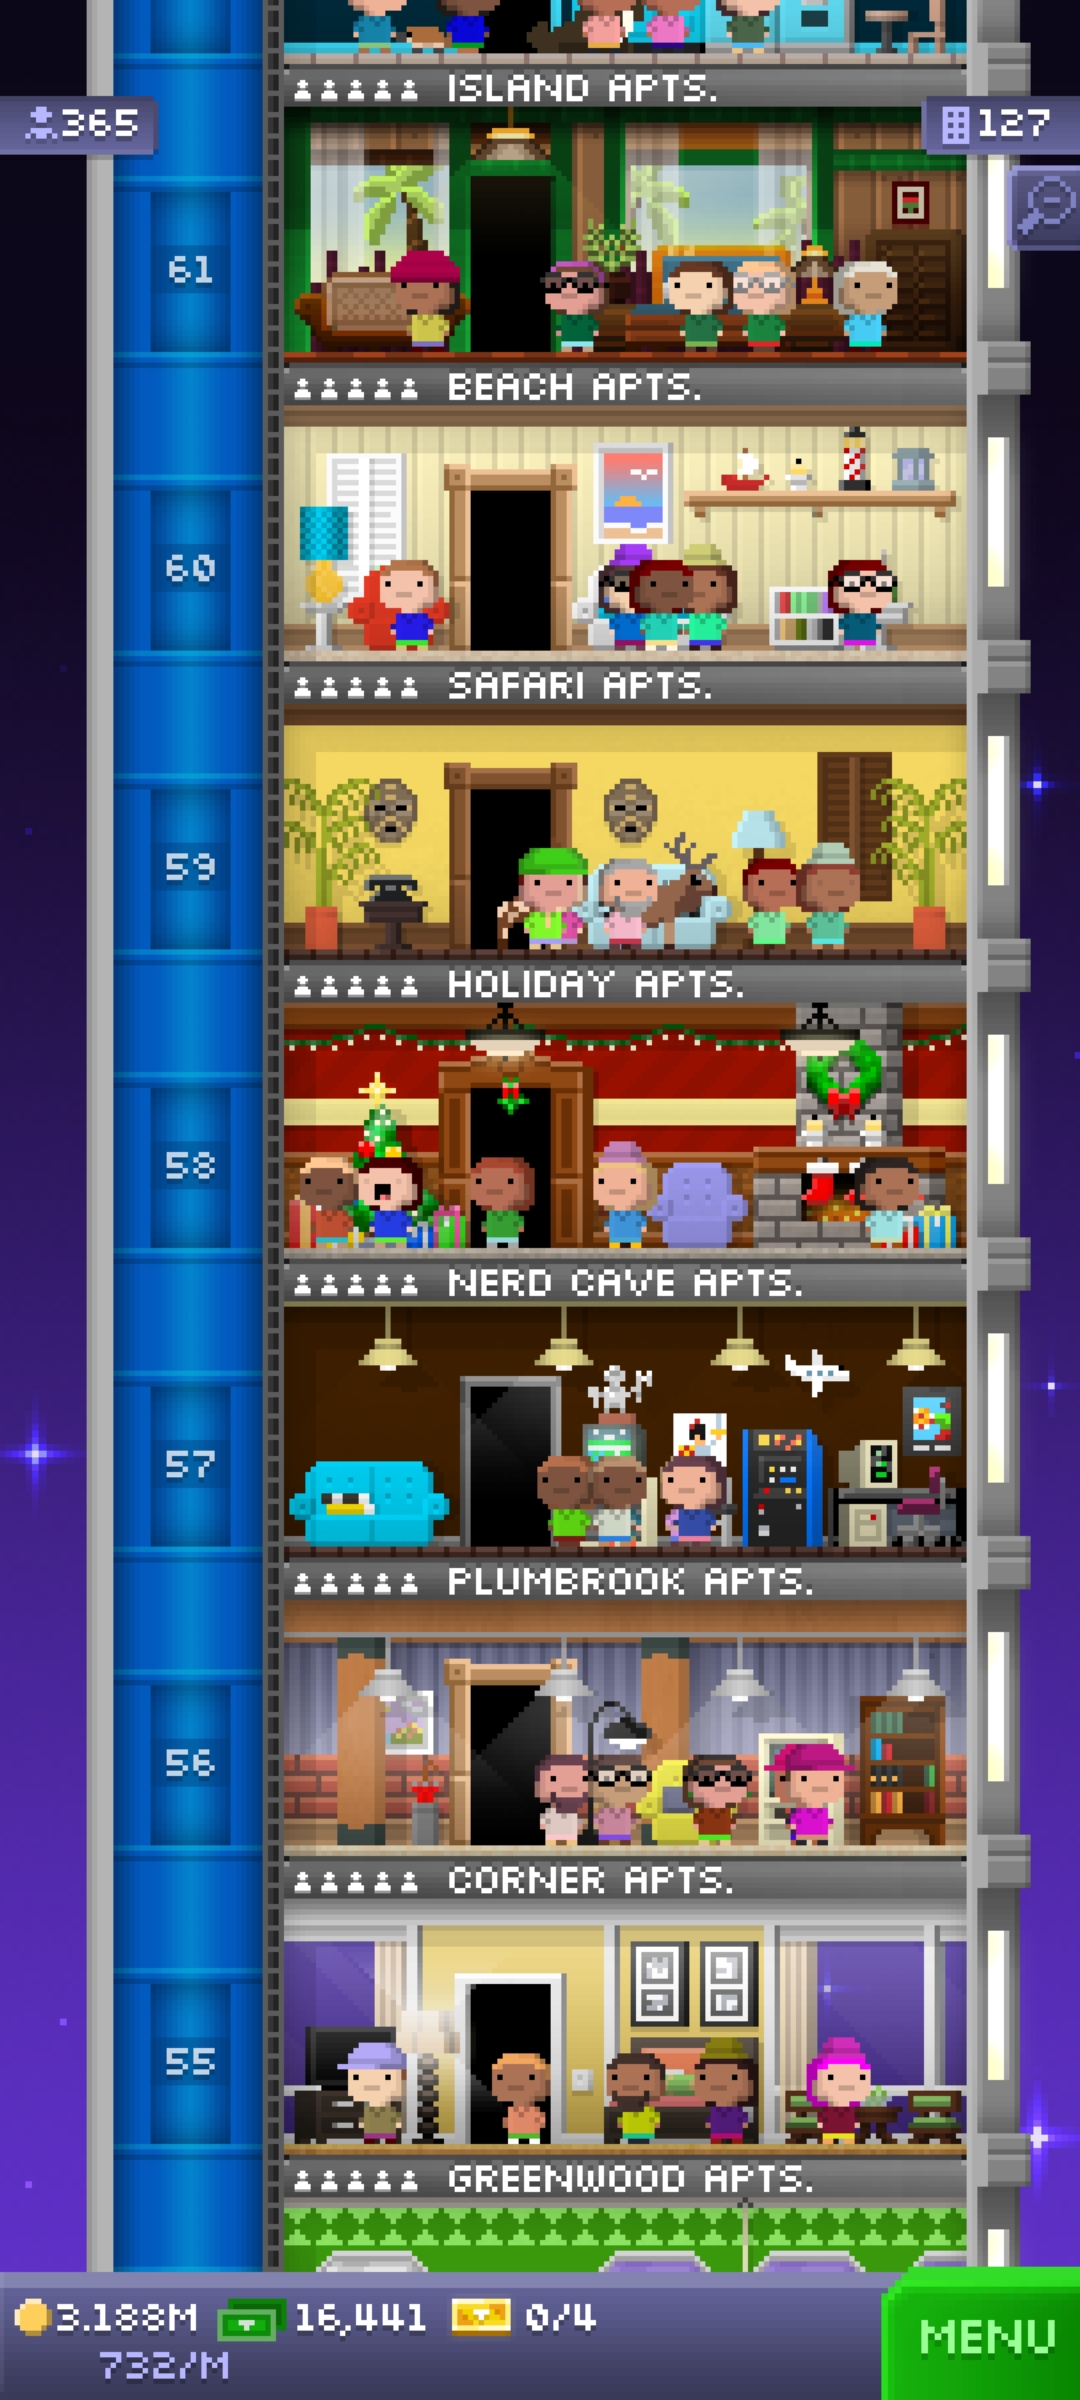 ISLAND APTS.
365
127
61
BEACH APTS.
60
SAFARI APTS.
59
HOLIDAY APTS.
58
NERD CAVE APTS.
57
PLUMBROOK APTS.
56
CORNER APTS.
55
GREENWOOD APTS.
3.188M 16,441 0/4
732/M
MENU